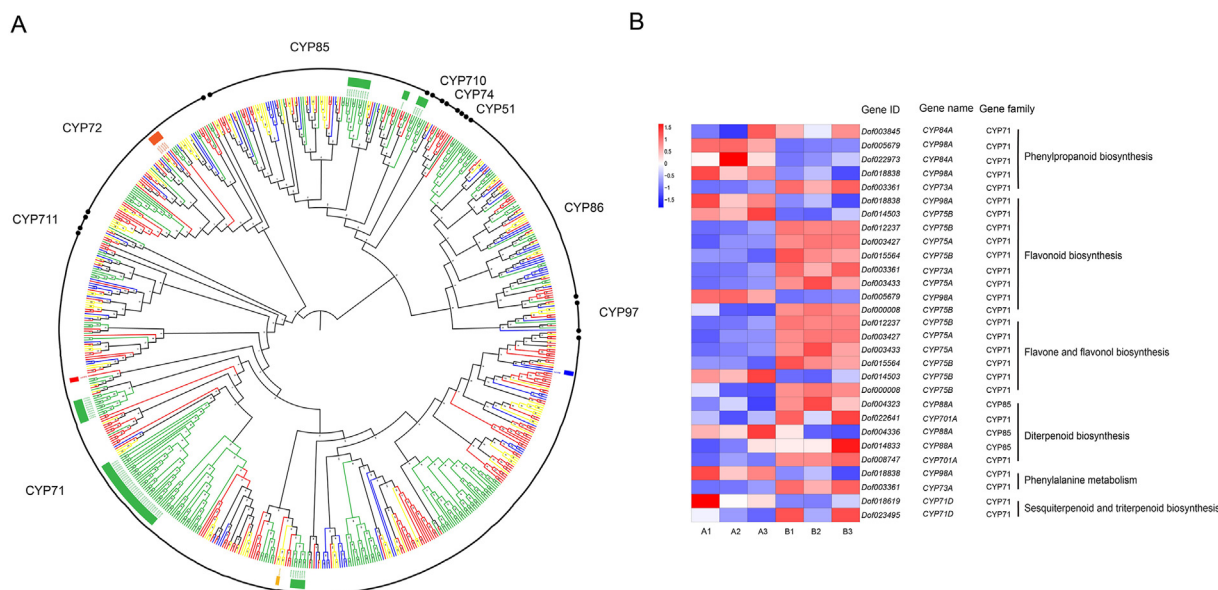 A
CYP85
CYP710
CYP74
CYP51
CYP72
CYP86
CYP711
CYP97
CYP71
B
Gene ID Gene name Gene family
1.5
1
0.5
0
-0.5
-1
-1.5
Dof003845 CYP84A CYP71
Dof005679 CYP98A CYP71
Dof022973 CYP84A CYP71
Dof018838 CYP98A CYP71
Dof003361 CYP73A CYP71
Phenylpropanoid biosynthesis
Dof018838 CYP98A CYP71
Dof014503 CYP75B CYP71
Dof012237 CYP75B CYP71
Dof003427 CYP75A CYP71
Dof015564 CYP75B CYP71
Dof003361 CYP73A CYP71
Dof003433 CYP75A CYP71
Dof005679 CYP98A CYP71
Dof000008 CYP75B CYP71
Flavonoid biosynthesis
Dof012237 CYP75B CYP71
Dof003427 CYP75A CYP71
Dof003433 CYP75A CYP71
Dof015564 CYP75B CYP71
Dof014503 CYP75B CYP71
Dof000008 CYP75B CYP71
Flavone and flavonol biosynthesis
Dof004323 CYP88A CYP85
Dof022641 CYP701A CYP71
Dof004336 CYP88A CYP85
Dof014833 CYP88A CYP85
Dof008747 CYP701A CYP71
Diterpenoid biosynthesis
Dof018838 CYP98A CYP71
Dof003361 CYP73A CYP71
Phenylalanine metabolism
Dof018619 CYP71D CYP71
Dof023495 CYP71D CYP71
Sesquiterpenoid and triterpenoid biosynthesis
A1 A2 A3 B1 B2 B3